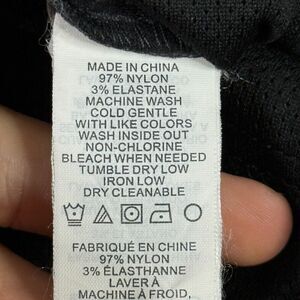 MADE IN CHINA
97% NYLON
3% ELASTANE
MACHINE WASH
COLD GENTLE
WITH LIKE COLORS
WASH INSIDE OUT
NON-CHLORINE
BLEACH WHEN NEEDED
TUMBLE DRY LOW
IRON LOW
DRY CLEANABLE
FABRIQUÉ EN CHINE
97% NYLON
3% ÉLASTHANNE
LAVER À
MACHINE À FROID,